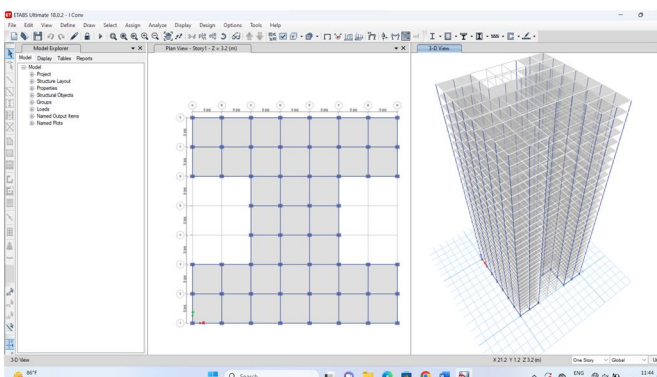 ETABS Ultimate 18.0.2 - I Conv
File Edit View Define Draw Select Assign Analyze Display Design Options Tools Help
Model Explorer
Plan View - Story1 - Z = 3.2 (m)
3-D View
Model Display Tables Reports
Model
Project
Structure Layout
Properties
Structural Objects
Groups
Loads
Named Output Items
Named Plots
3-D View
X 21.2 Y 1.2 Z 3.2 (m)
One Story
Global
88°F
Search
ENG
11:44